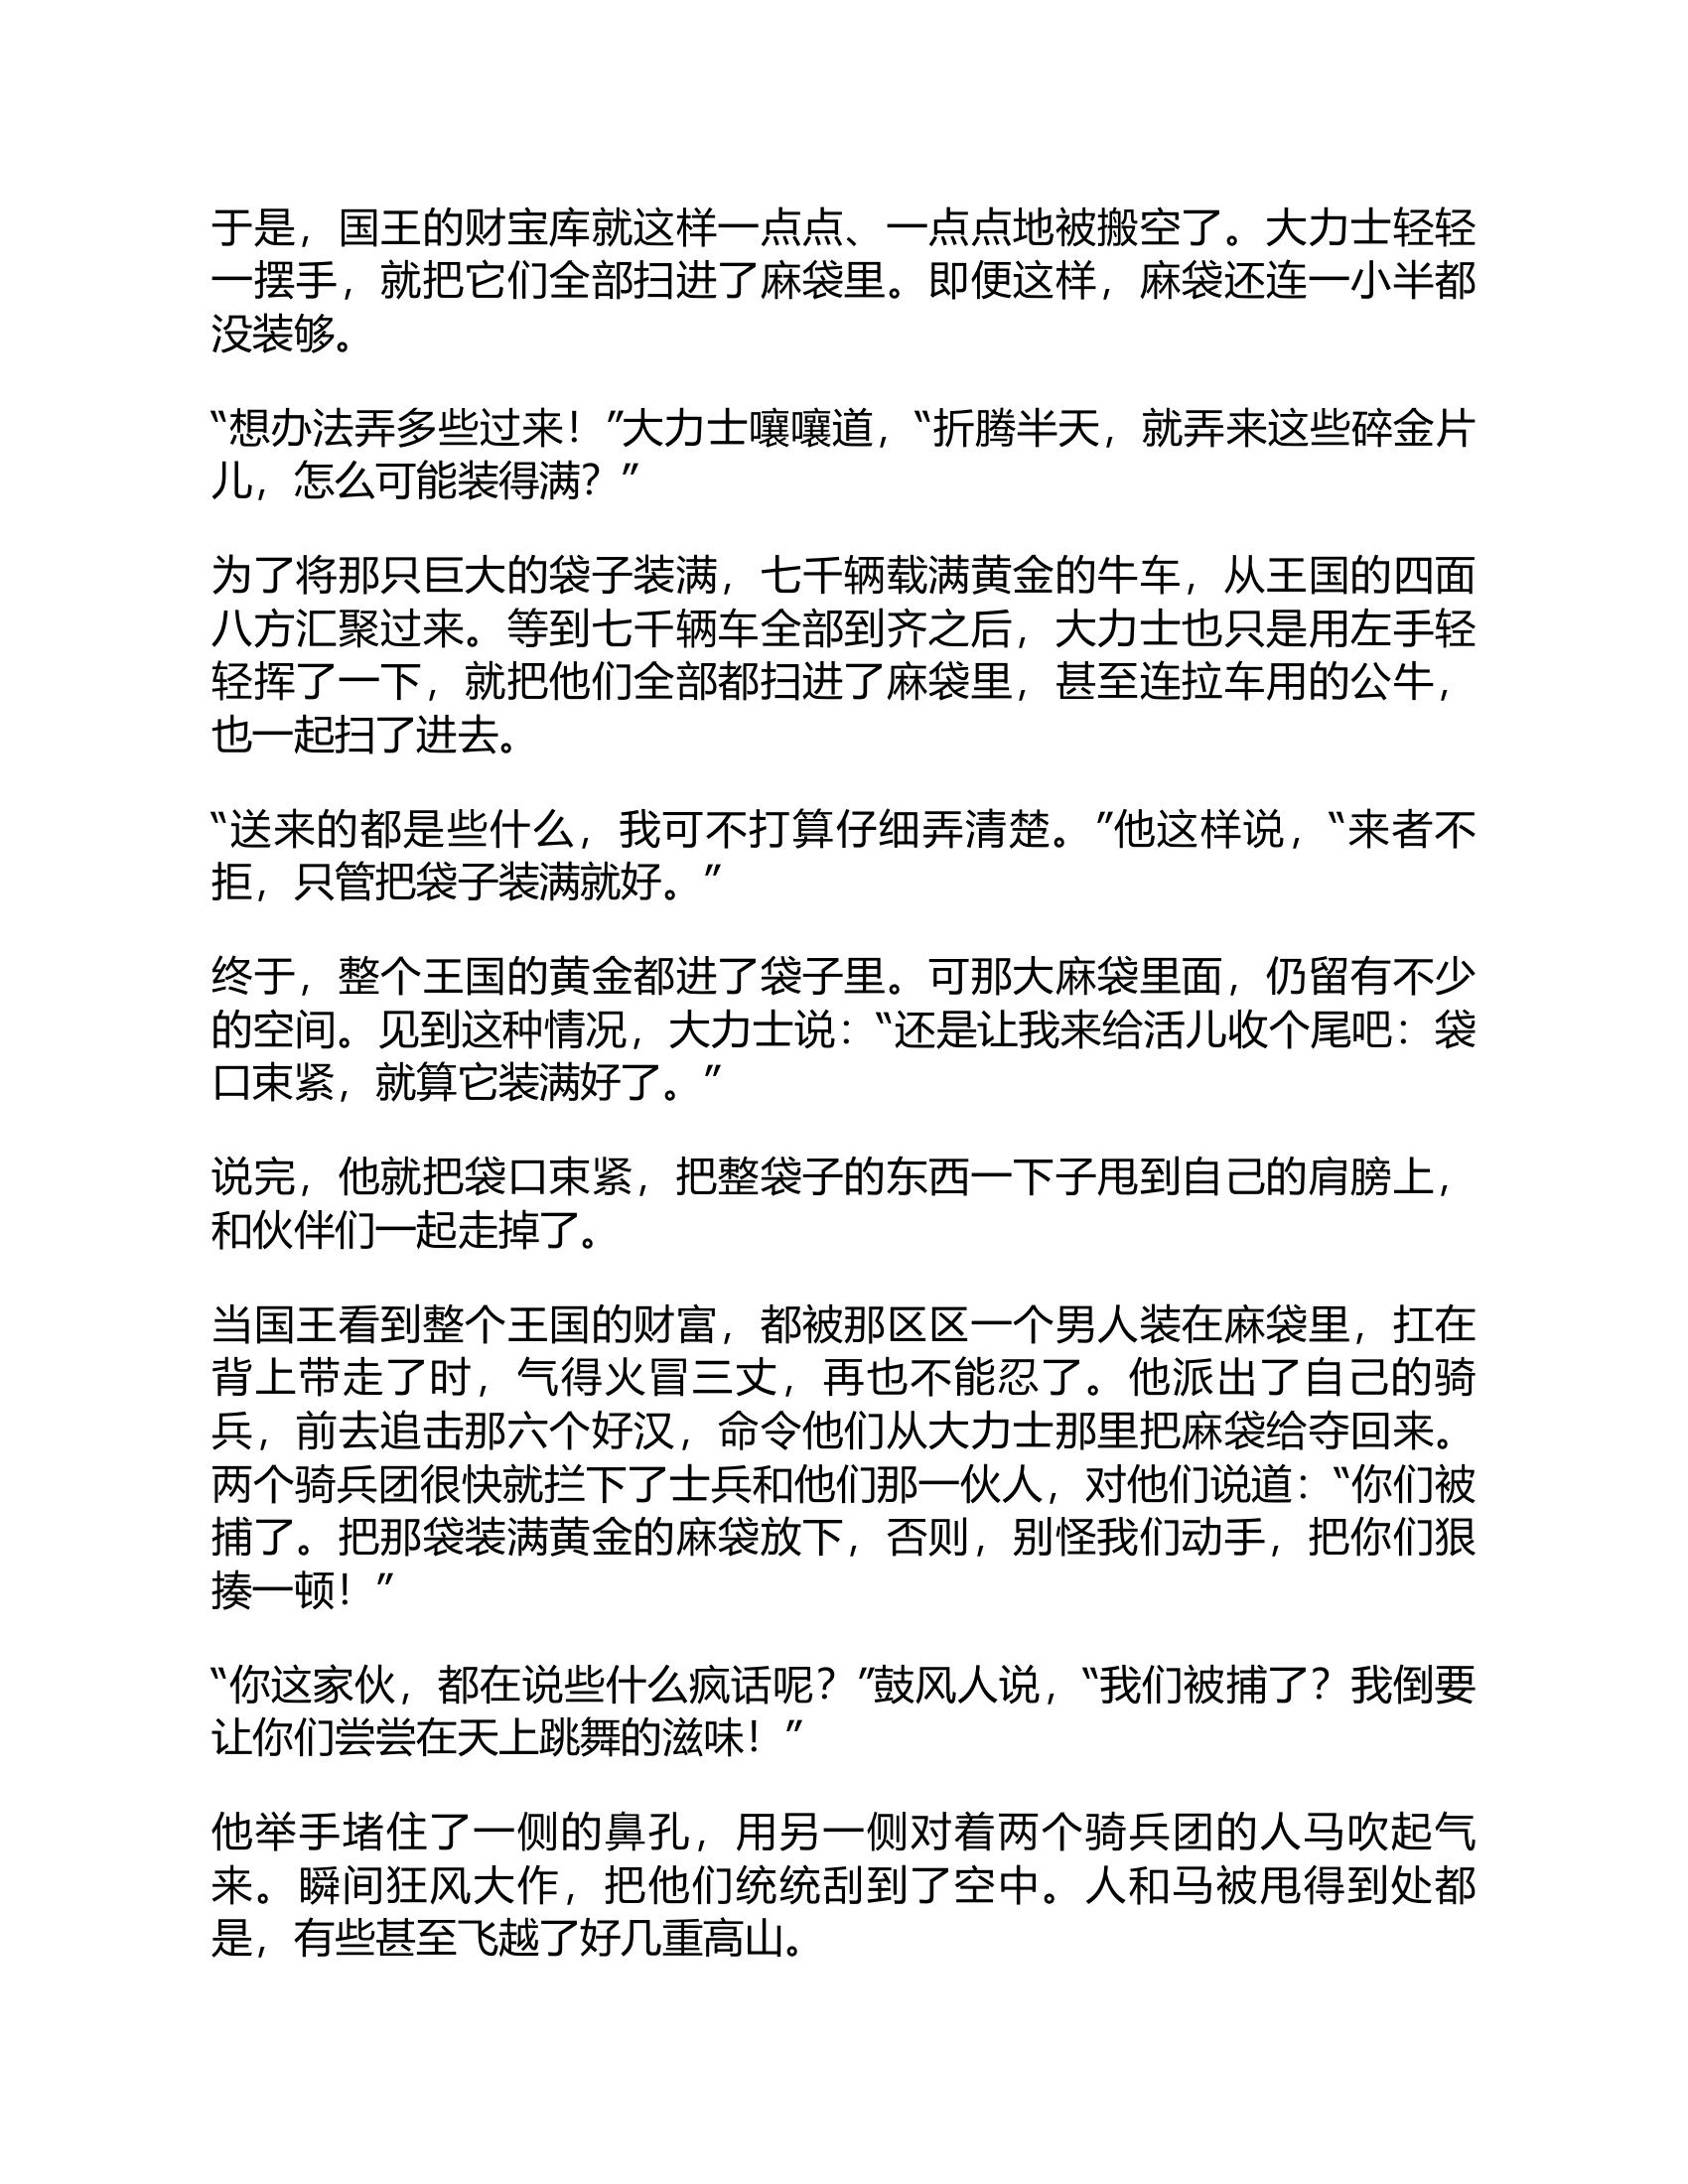 于是，国王的财宝库就这样一点点、一点点地被搬空了。大力士轻轻
一摆手，就把它们全部扫进了麻袋里。即便这样，麻袋还连一小半都
没装够。
“想办法弄多些过来！”大力士嚷嚷道，“折腾半天，就弄来这些碎金片
儿，怎么可能装得满？”
为了将那只巨大的袋子装满，七千辆载满黄金的牛车，从王国的四面
八方汇聚过来。等到七千辆车全部到齐之后，大力士也只是用左手轻
轻挥了一下，就把他们全部都扫进了麻袋里，甚至连拉车用的公牛，
也一起扫了进去。
“送来的都是些什么，我可不打算仔细弄清楚。”他这样说，“来者不
拒，只管把袋子装满就好。”
终于，整个王国的黄金都进了袋子里。可那大麻袋里面，仍留有不少
的空间。见到这种情况，大力士说：“还是让我来给活儿收个尾吧：袋
口束紧，就算它装满好了。”
说完，他就把袋口束紧，把整袋子的东西一下子甩到自己的肩膀上，
和伙伴们一起走掉了。
当国王看到整个王国的财富，都被那区区一个男人装在麻袋里，扛在
背上带走了时，气得火冒三丈，再也不能忍了。他派出了自己的骑
兵，前去追击那六个好汉，命令他们从大力士那里把麻袋给夺回来。
两个骑兵团很快就拦下了士兵和他们那一伙人，对他们说道：“你们被
捕了。把那袋装满黄金的麻袋放下，否则，别怪我们动手，把你们狠
揍一顿！”
“你这家伙，都在说些什么疯话呢？”鼓风人说，“我们被捕了？我倒要
让你们尝尝在天上跳舞的滋味！”
他举手堵住了一侧的鼻孔，用另一侧对着两个骑兵团的人马吹起气
来。瞬间狂风大作，把他们统统刮到了空中。人和马被甩得到处都
是，有些甚至飞越了好几重高山。